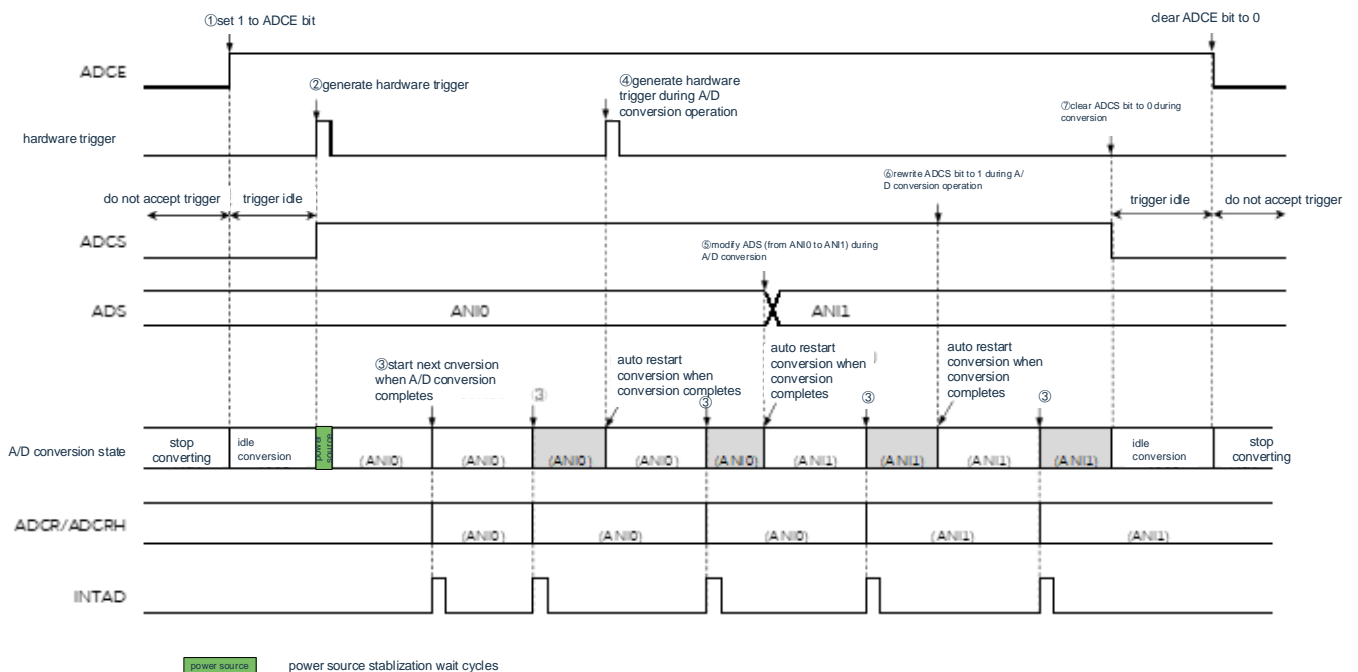 ①set 1 to ADCE bit
clear ADCE bit to 0
ADCE
②generate hardware trigger
④generate hardware
trigger during A/D
conversion operation
⑦clear ADCS bit to 0 during
conversion
hardware trigger
⑥rewrite ADCS bit to 1 during A/
D conversion operation
do not accept trigger
trigger idle
trigger idle
do not accept trigger
ADCS
⑤modify ADS (from ANI0 to ANI1) during
A/D conversion
ADS
ANI0
ANI1
③start next cnversion
when A/D conversion
completes
③
auto restart
conversion when
conversion completes
③
auto restart
conversion when
conversion
completes
③
auto restart
conversion when
conversion
completes
③
A/D conversion state
stop
converting
idle
conversion
power
source
(ANI0)
(ANI0)
(ANI0)
(ANI0)
(ANI0)
(ANI1)
(ANI1)
(ANI1)
(ANI1)
idle
conversion
stop
converting
ADCR/ADCRH
(ANI0)
(ANI0)
(ANI0)
(ANI1)
(ANI1)
INTAD
power source
power source stablization wait cycles